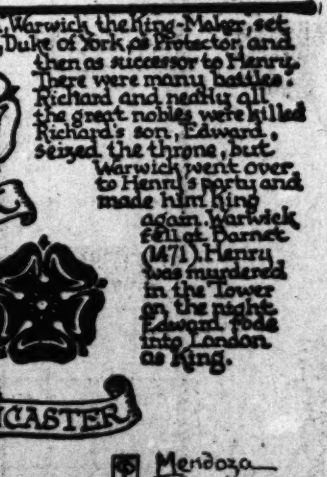 Warwick the King-Maker, set
Duke of York as Protector, and
then as successor to Henry.
There were many battles:
Richard and nearly all
the great nobles were killed
Richard's son, Edward,
seized the throne, but
Warwick went over
to Henry's party and
made him King
again. Warwick
fell at Barnet
(1471). Henry
was murdered
in the Tower
on the night
Edward rode
into London
as King.
NCASTER
Mendoza